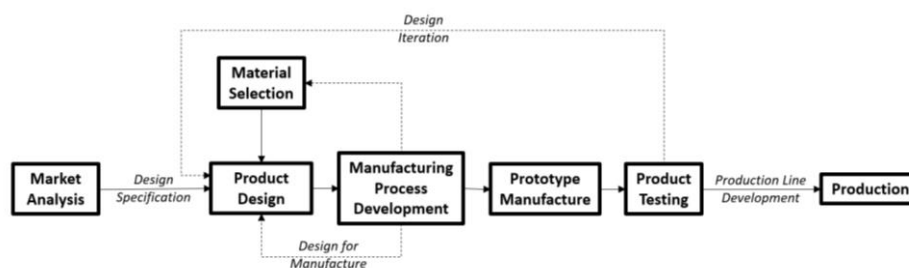 Design
Iteration
Material
Selection
Market
Analysis
Design
Specification
Product
Design
Manufacturing
Process
Development
Prototype
Manufacture
Product
Testing
Production Line
Development
Production
Design for
Manufacture